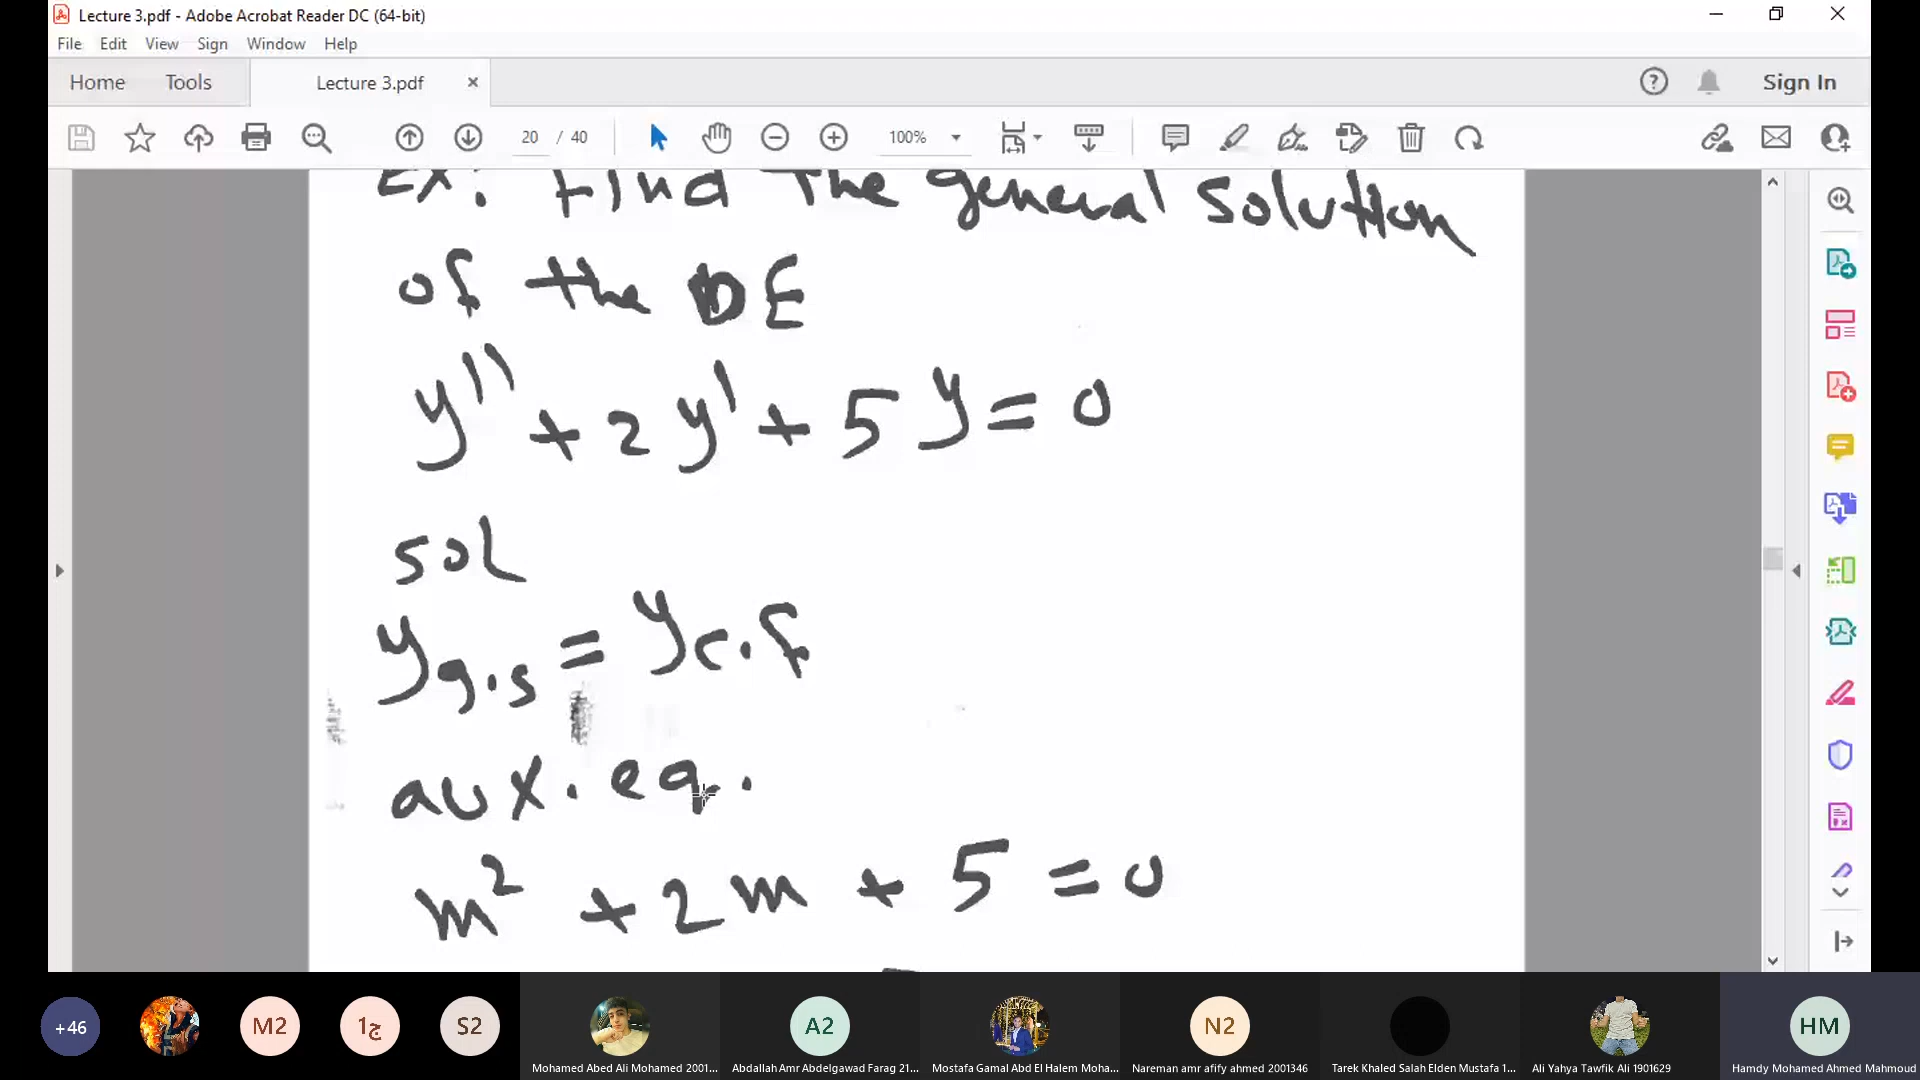 Lecture 3.pdf - Adobe Acrobat Reader DC (64-bit)
File Edit View Sign Window Help
Home Tools Lecture 3.pdf Sign In
20 / 40 100%
Ex: Find the general solution
of the DE
y'' + 2y' + 5y = 0
sol
y g.s = y c.f
aux. eq.
m² + 2m + 5 = 0
+46 M2 ج1 S2 A2 N2 HM
Mohamed Abed Ali Mohamed 2001... Abdallah Amr Abdelgawad Farag 21... Mostafa Gamal Abd El Halem Moha... Nareman amr afify ahmed 2001346 Tarek Khaled Salah Elden Mustafa 1... Ali Yahya Tawfik Ali 1901629 Hamdy Mohamed Ahmed Mahmoud